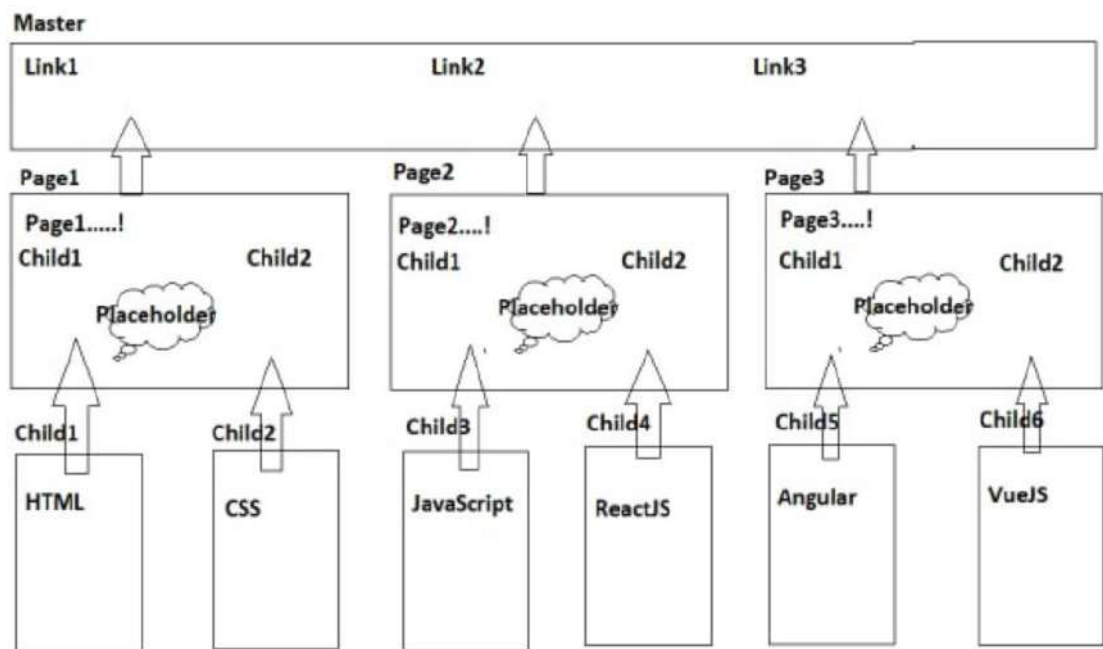 Master
Link1 Link2 Link3
Page1 Page2 Page3
Page1.....! Page2....! Page3....!
Child1 Child2 Child1 Child2 Child1 Child2
Placeholder Placeholder Placeholder
Child1 Child2 Child3 Child4 Child5 Child6
HTML CSS JavaScript ReactJS Angular VueJS